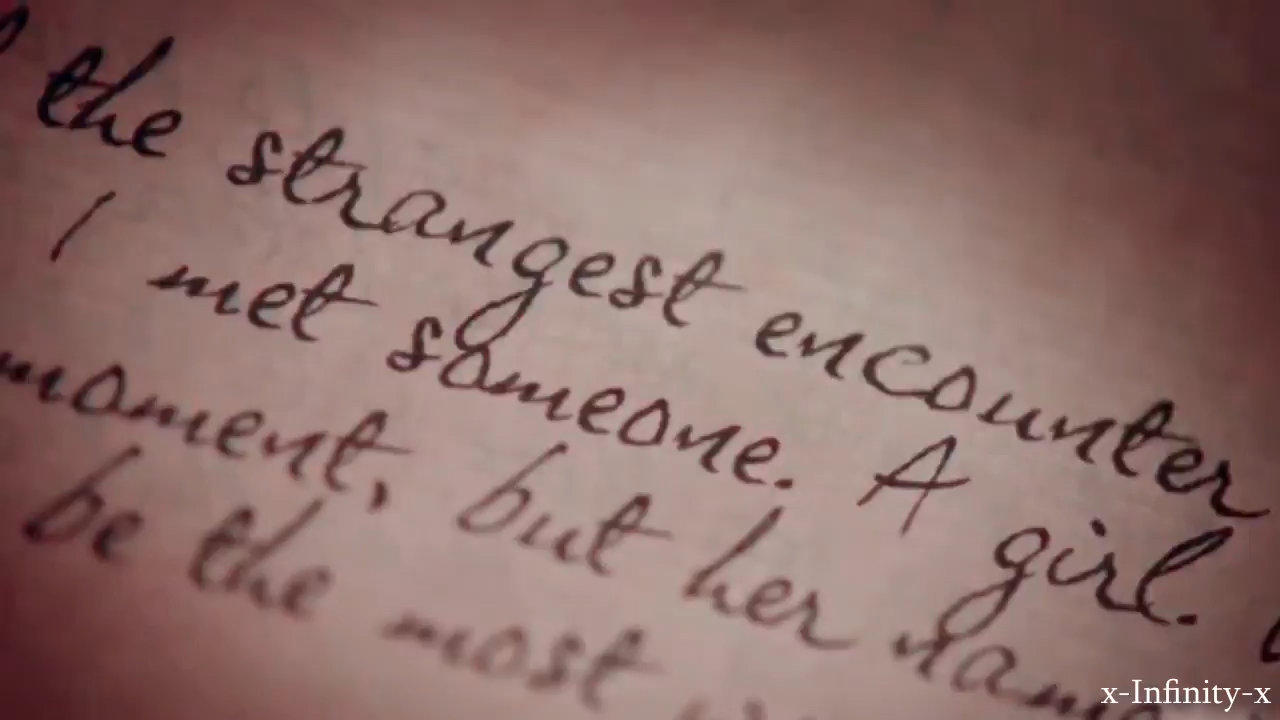 the strangest encounter
I met someone. A girl.
moment, but her
be the most
x-Infinity-x